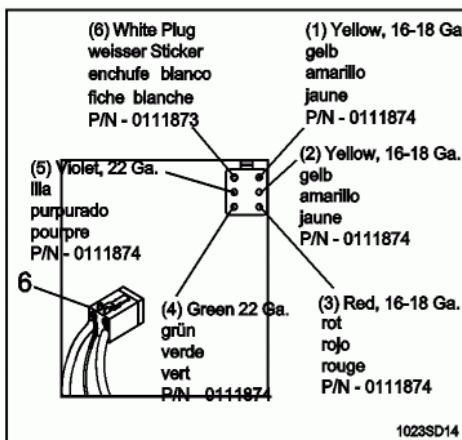 (6) White Plug
weisser Sticker
enchufe blanco
fiche blanche
P/N - 0111873
(1) Yellow, 16-18 Ga
gelb
amarillo
jaune
P/N - 0111874
(2) Yellow, 16-18 Ga.
gelb
amarillo
jaune
P/N - 0111874
(5) Violet, 22 Ga.
lila
purpurado
pourpre
P/N - 0111874
6
(4) Green 22 Ga.
grün
verde
vert
P/N - 0111874
(3) Red, 16-18 Ga.
rot
rojo
rouge
P/N - 0111874
1023SD14